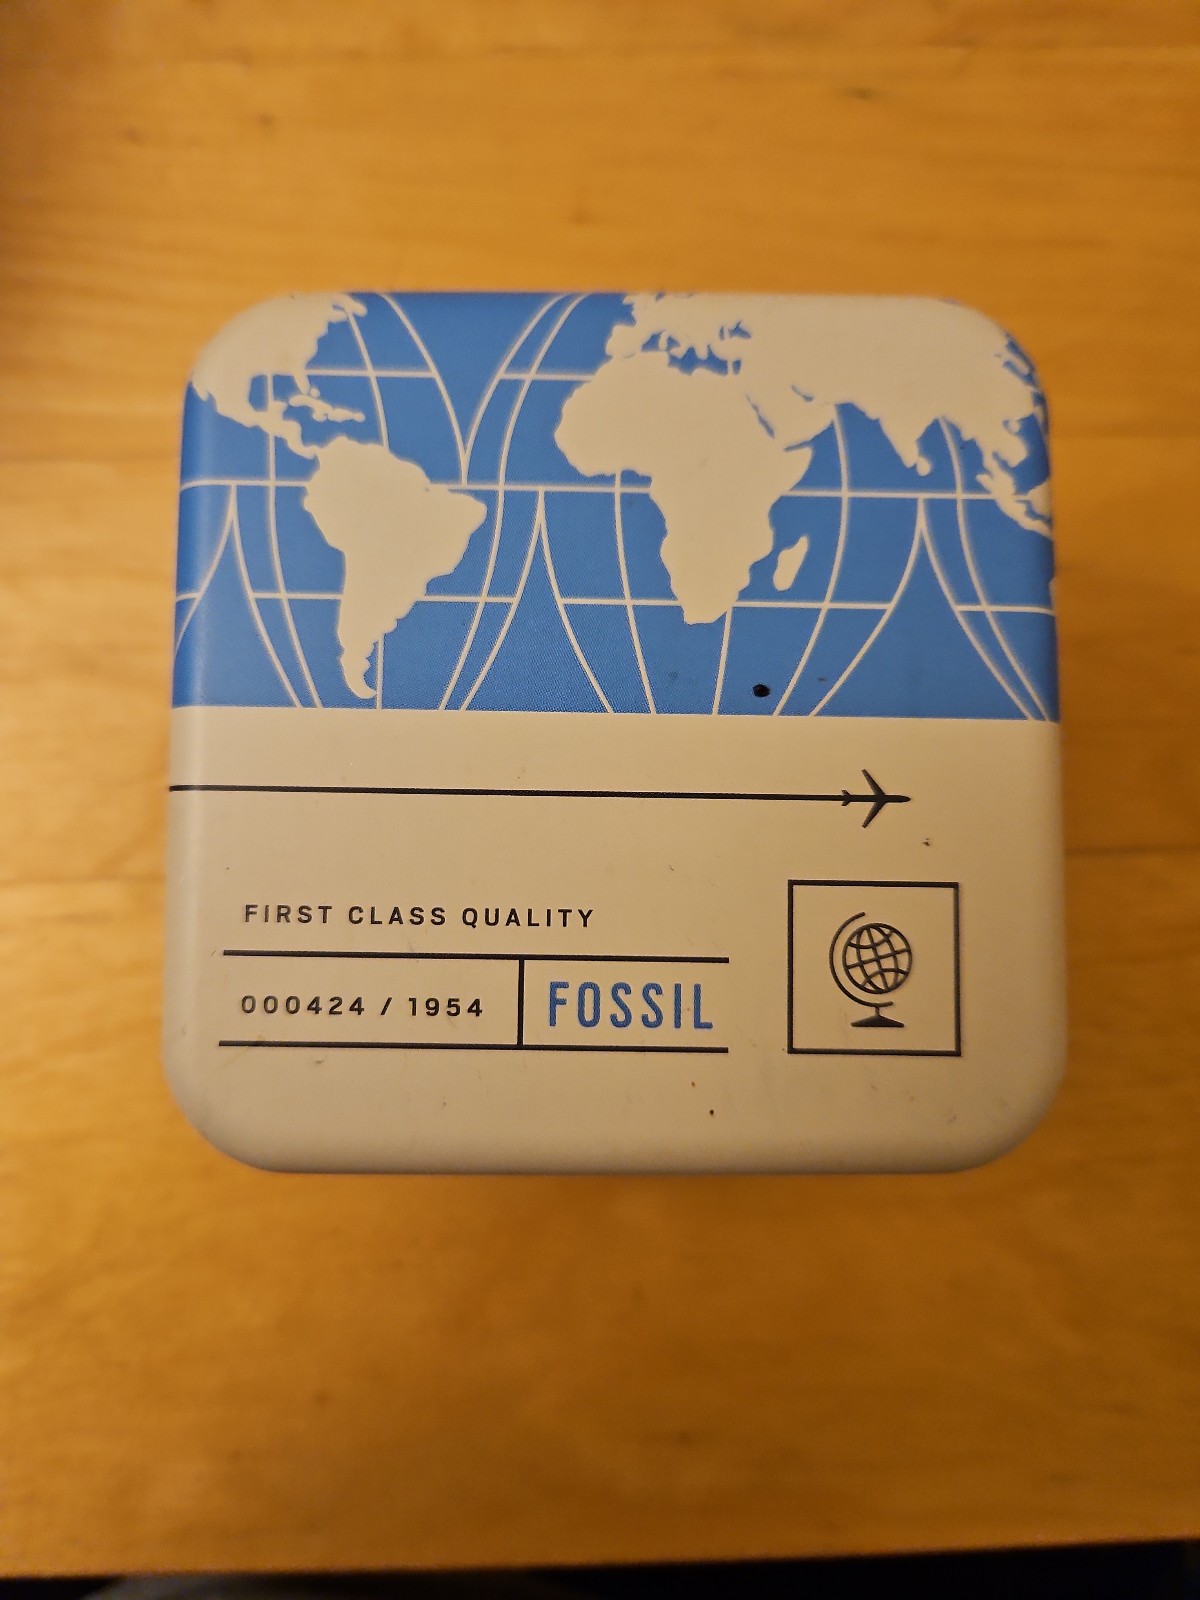 FIRST CLASS QUALITY
000424 / 1954
FOSSIL